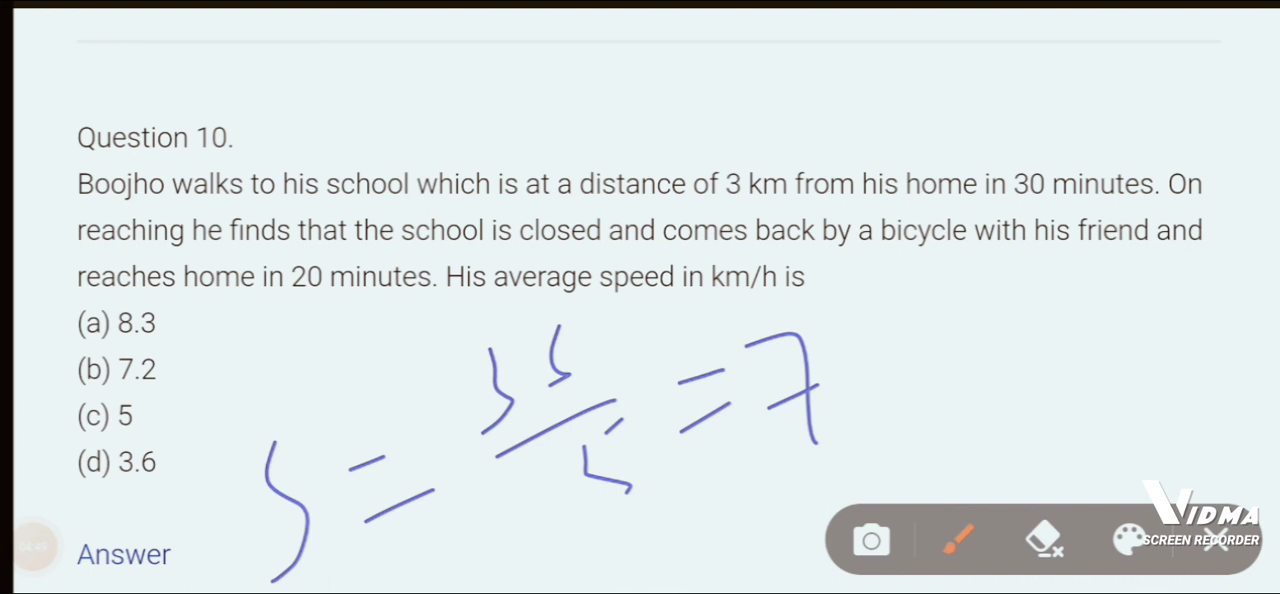 Question 10.
Boojho walks to his school which is at a distance of 3 km from his home in 30 minutes. On
reaching he finds that the school is closed and comes back by a bicycle with his friend and
reaches home in 20 minutes. His average speed in km/h is
(a) 8.3
(b) 7.2
(c) 5
(d) 3.6
S = 35/5 = 7
Answer
VIDMA
SCREEN RECORDER